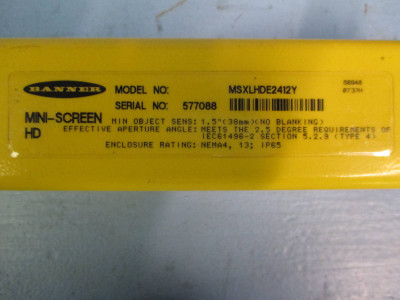 BANNER
MODEL NO: MSXLHDE2412Y
SERIAL NO: 577088
0737H
MINI-SCREEN HD
MIN OBJECT SENS: 1.5"(38mm)(NO BLANKING)
EFFECTIVE APERTURE ANGLE: MEETS THE 2.5 DEGREE REQUIREMENTS OF
IEC61496-2 SECTION 5.2.9 (TYPE 4)
ENCLOSURE RATING: NEMA4, 13; IP65